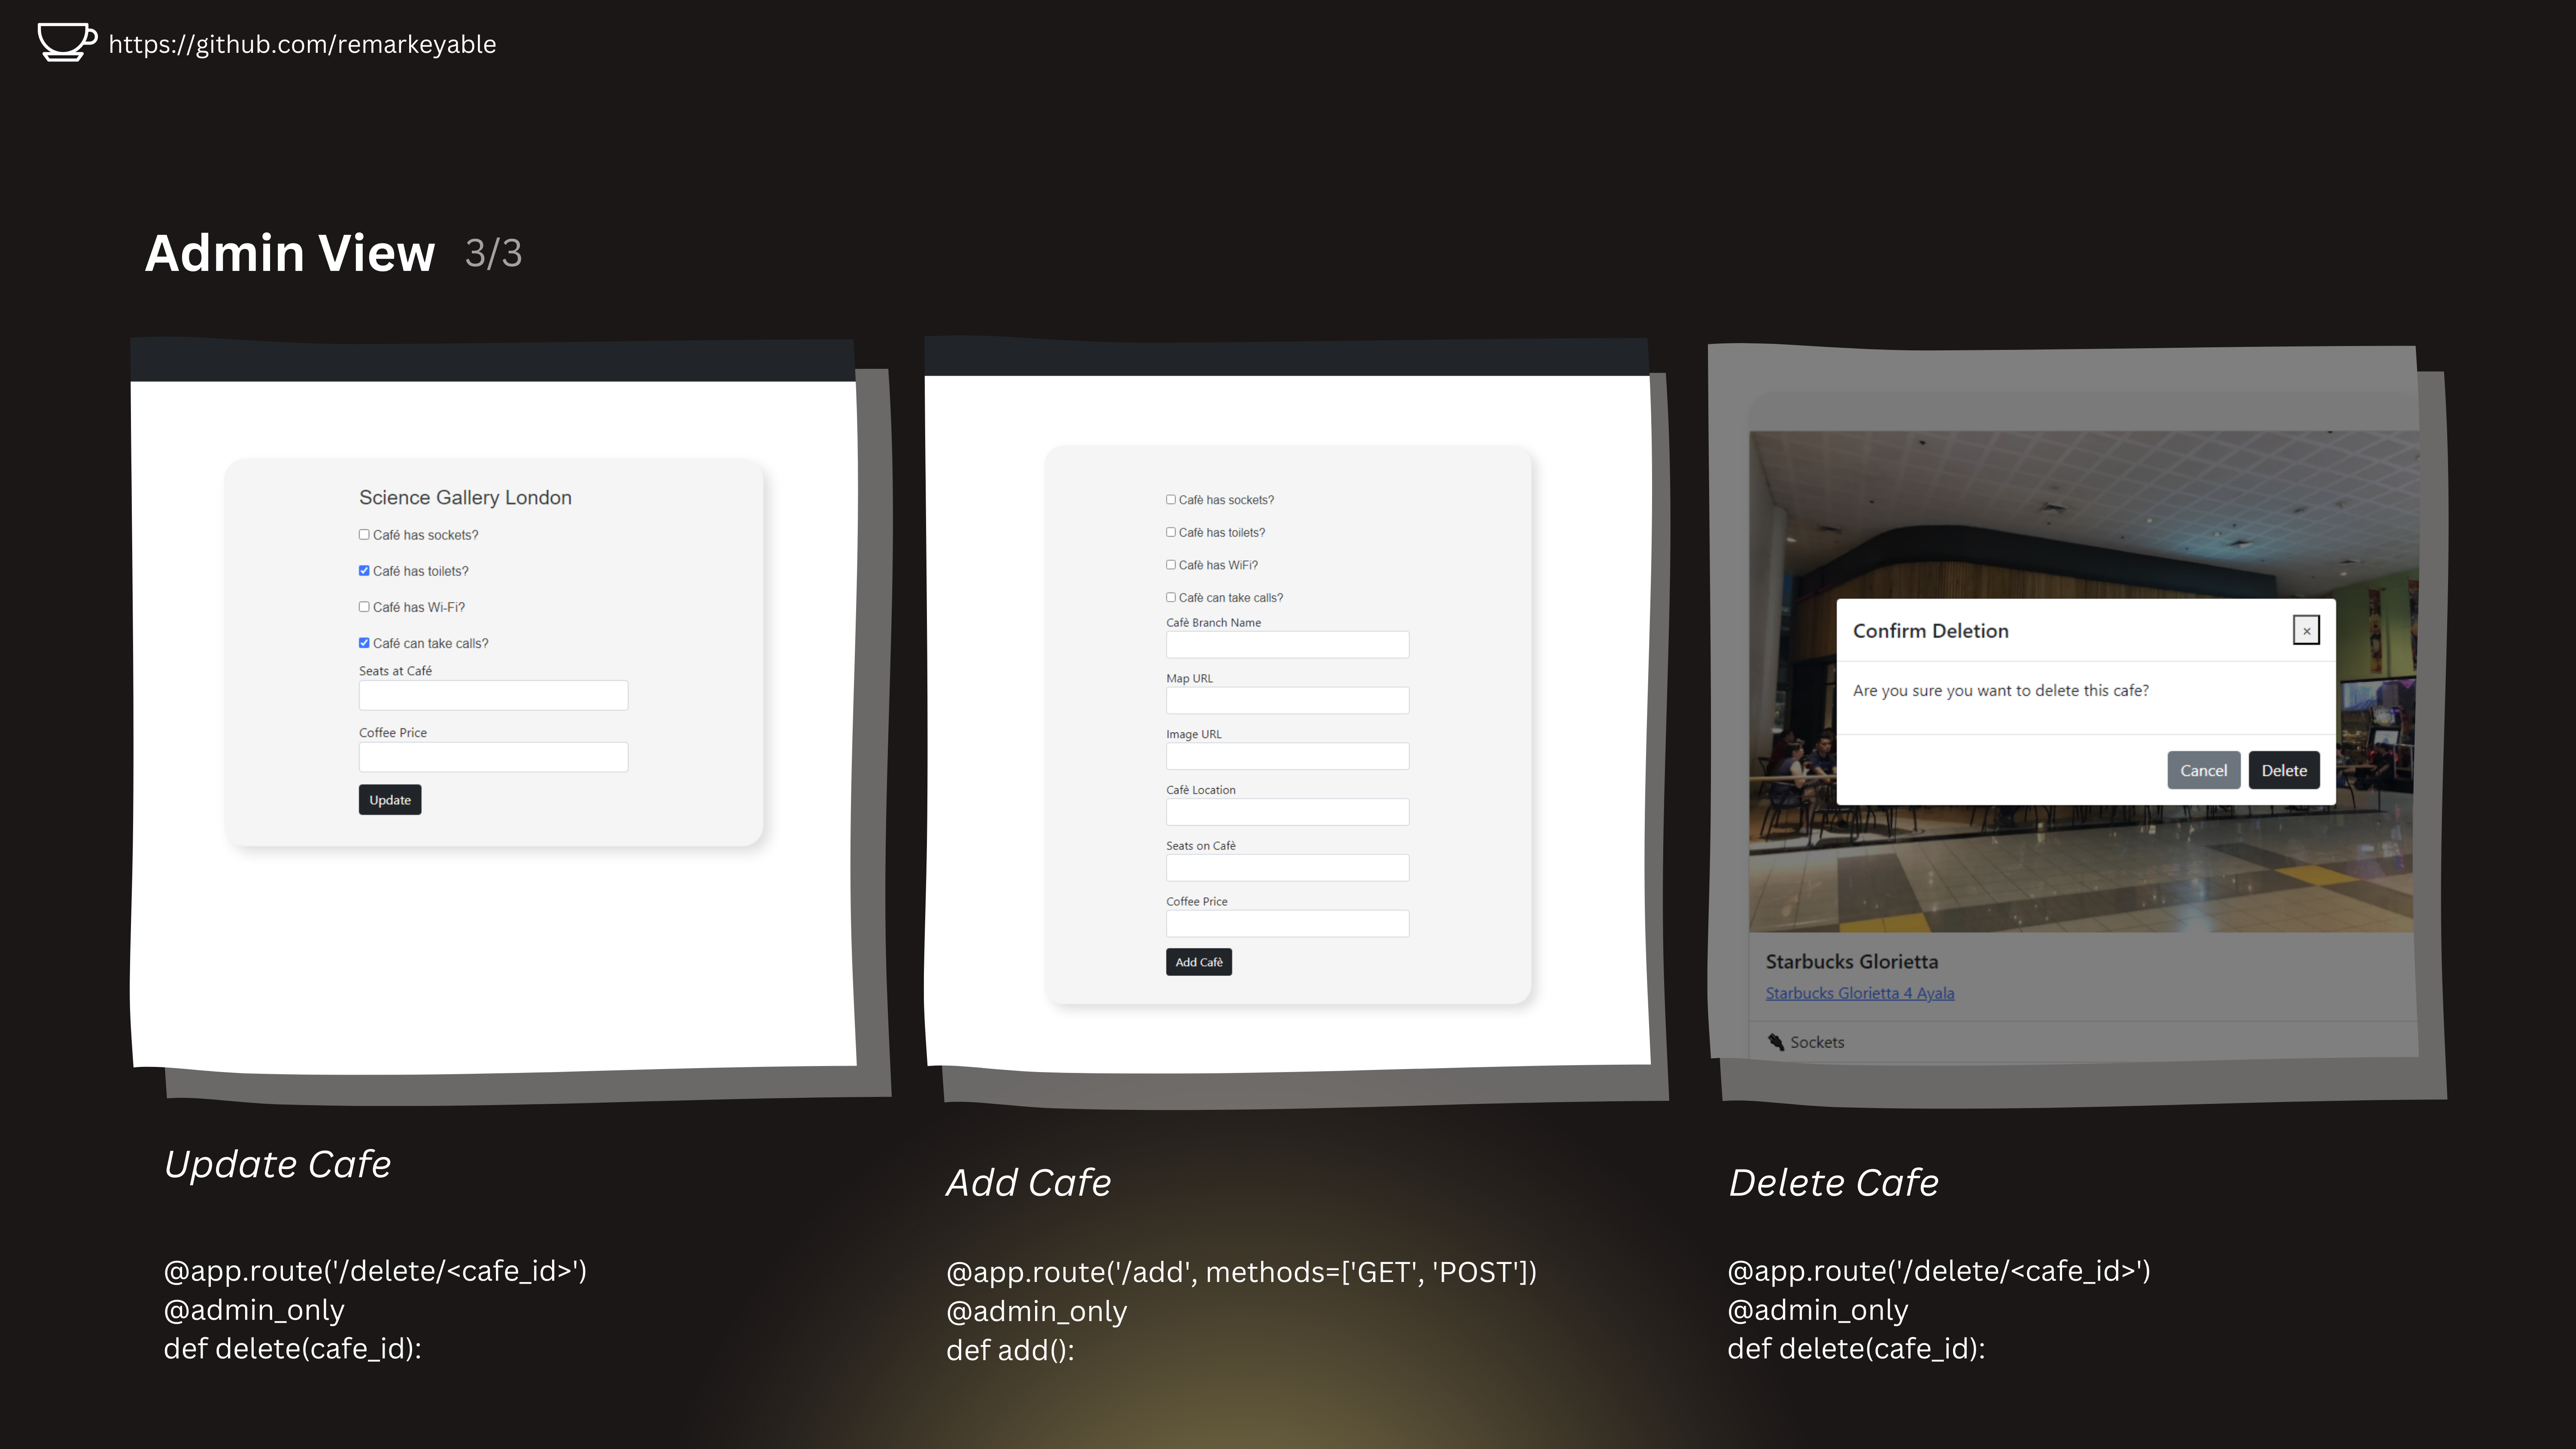 https://github.com/remarkeyable
Admin View 3/3
Science Gallery London
Café has sockets?
Café has toilets?
Café has Wi-Fi?
Café can take calls?
Seats at Café
Coffee Price
Update
Cafè has sockets?
Cafè has toilets?
Cafè has WiFi?
Cafè can take calls?
Cafè Branch Name
Map URL
Image URL
Cafè Location
Seats on Cafè
Coffee Price
Add Cafè
Confirm Deletion ×
Are you sure you want to delete this cafe?
Cancel Delete
Starbucks Glorietta
Starbucks Glorietta 4 Ayala
Sockets
Update Cafe
@app.route('/delete/<cafe_id>')
@admin_only
def delete(cafe_id):
Add Cafe
@app.route('/add', methods=['GET', 'POST'])
@admin_only
def add():
Delete Cafe
@app.route('/delete/<cafe_id>')
@admin_only
def delete(cafe_id):